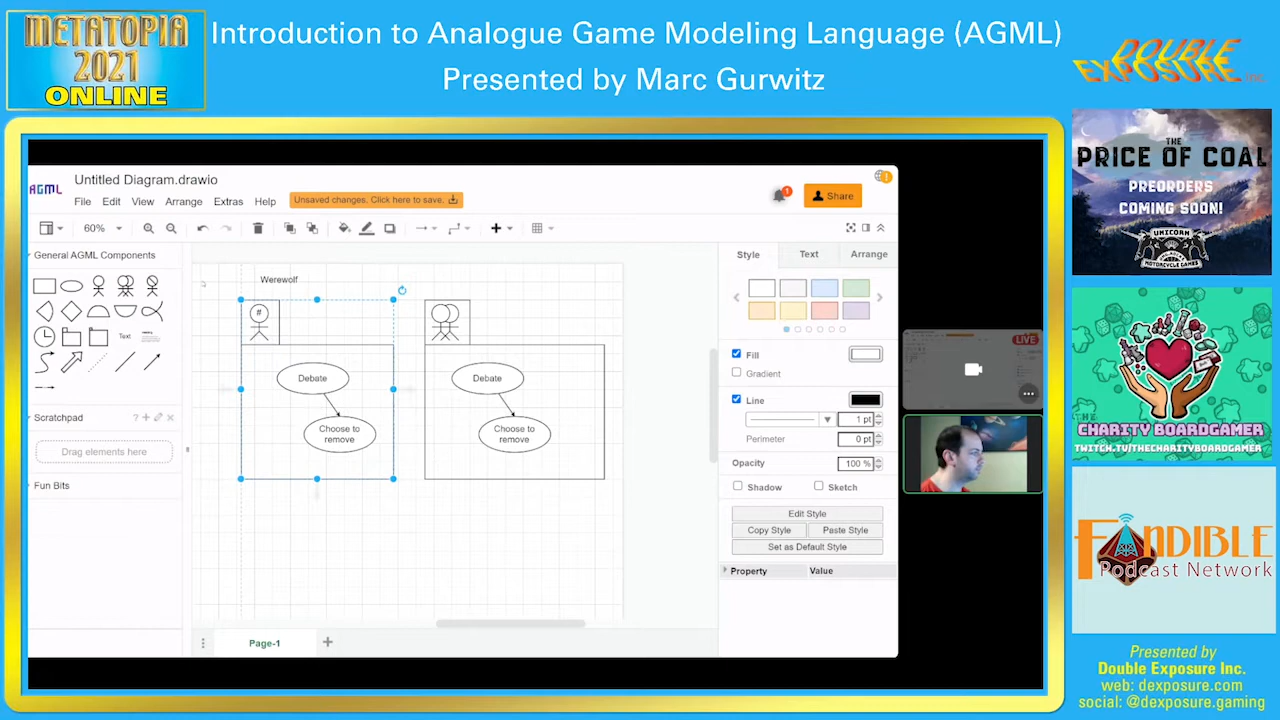 METATOPIA
2021
ONLINE
Introduction to Analogue Game Modeling Language (AGML)
Presented by Marc Gurwitz
DOUBLE
EXPOSURE INC.
AGML
Untitled Diagram.drawio
File Edit View Arrange Extras Help
Unsaved changes. Click here to save.
1
Share
!
60%
General AGML Components
Text
Scratchpad
?
Drag elements here
Fun Bits
Werewolf
#
Debate
Choose to
remove
Debate
Choose to
remove
Page-1
Style Text Arrange
Fill
Gradient
Line
1 pt
Perimeter
0 pt
Opacity
100 %
Shadow
Sketch
Edit Style
Copy Style
Paste Style
Set as Default Style
Property Value
LIVE
THE
PRICE OF COAL
PREORDERS
COMING SOON!
UNICORN
MOTORCYCLE GAMES
THE
CHARITY BOARDGAMER
TWITCH.TV/THECHARITYBOARDGAMER
FANDIBLE
Podcast Network
Presented by
Double Exposure Inc.
web: dexposure.com
social: @dexposure.gaming